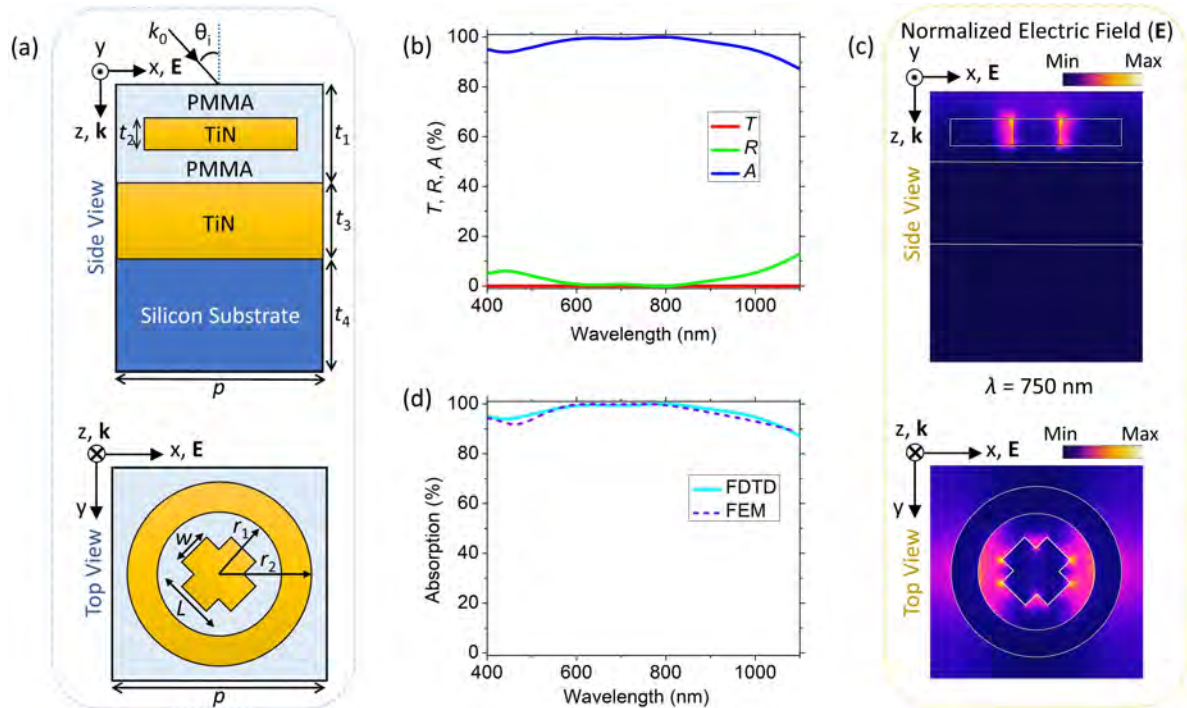 (a)
k0
θi
y
x, E
z, k
PMMA
t2
TiN
t1
PMMA
TiN
t3
Silicon Substrate
t4
p
Side View
z, k
x, E
y
w
r1
r2
L
p
Top View
(b)
100
80
60
40
20
0
T, R, A (%)
T
R
A
400
600
800
1000
Wavelength (nm)
(d)
100
80
60
40
20
0
Absorption (%)
FDTD
FEM
400
600
800
1000
Wavelength (nm)
(c)
Normalized Electric Field (E)
y
x, E
z, k
Min
Max
Side View
λ = 750 nm
z, k
x, E
y
Min
Max
Top View